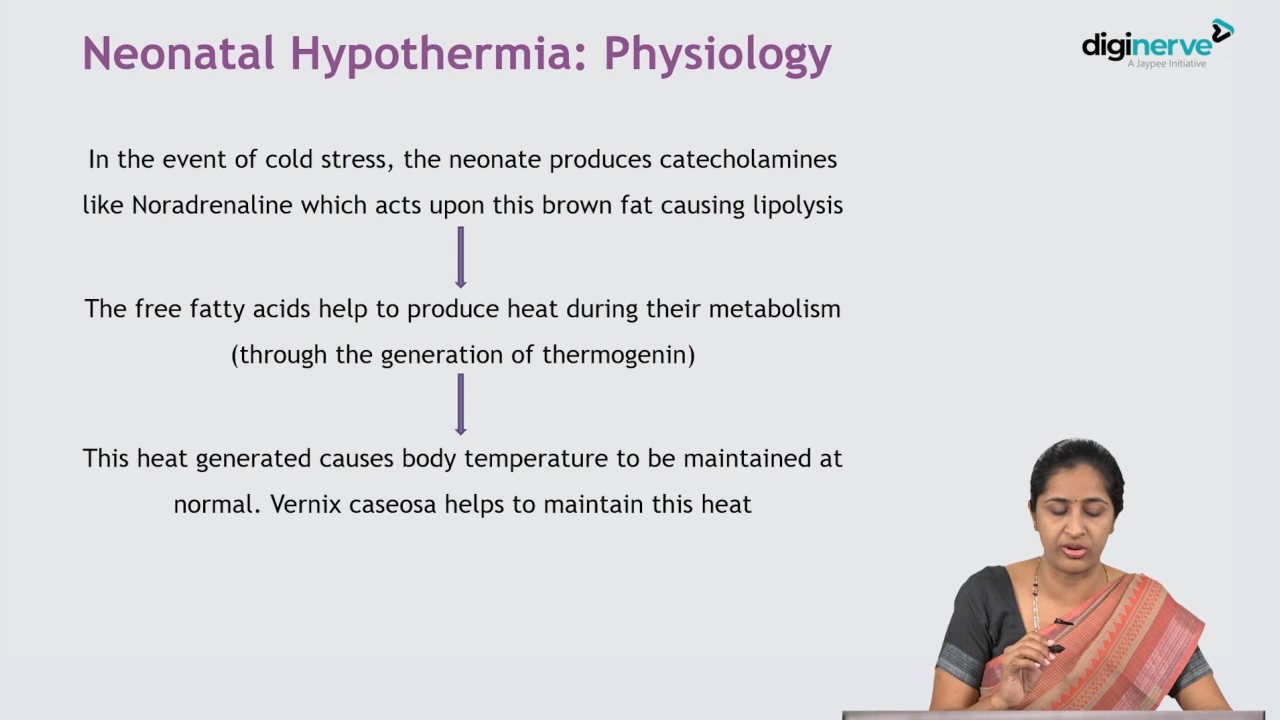 Neonatal Hypothermia: Physiology
diginerve
A Jaypee Initiative
In the event of cold stress, the neonate produces catecholamines
like Noradrenaline which acts upon this brown fat causing lipolysis
The free fatty acids help to produce heat during their metabolism
(through the generation of thermogenin)
This heat generated causes body temperature to be maintained at
normal. Vernix caseosa helps to maintain this heat